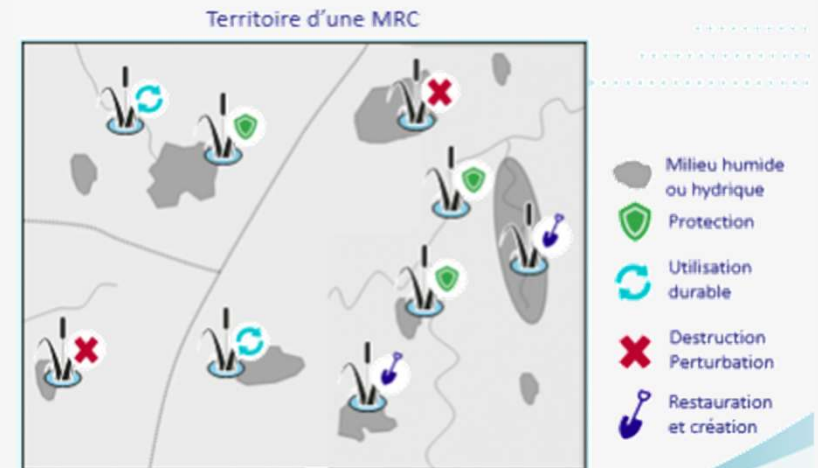 Territoire d'une MRC
Milieu humide
ou hydrique
Protection
Utilisation
durable
Destruction
Perturbation
Restauration
et création